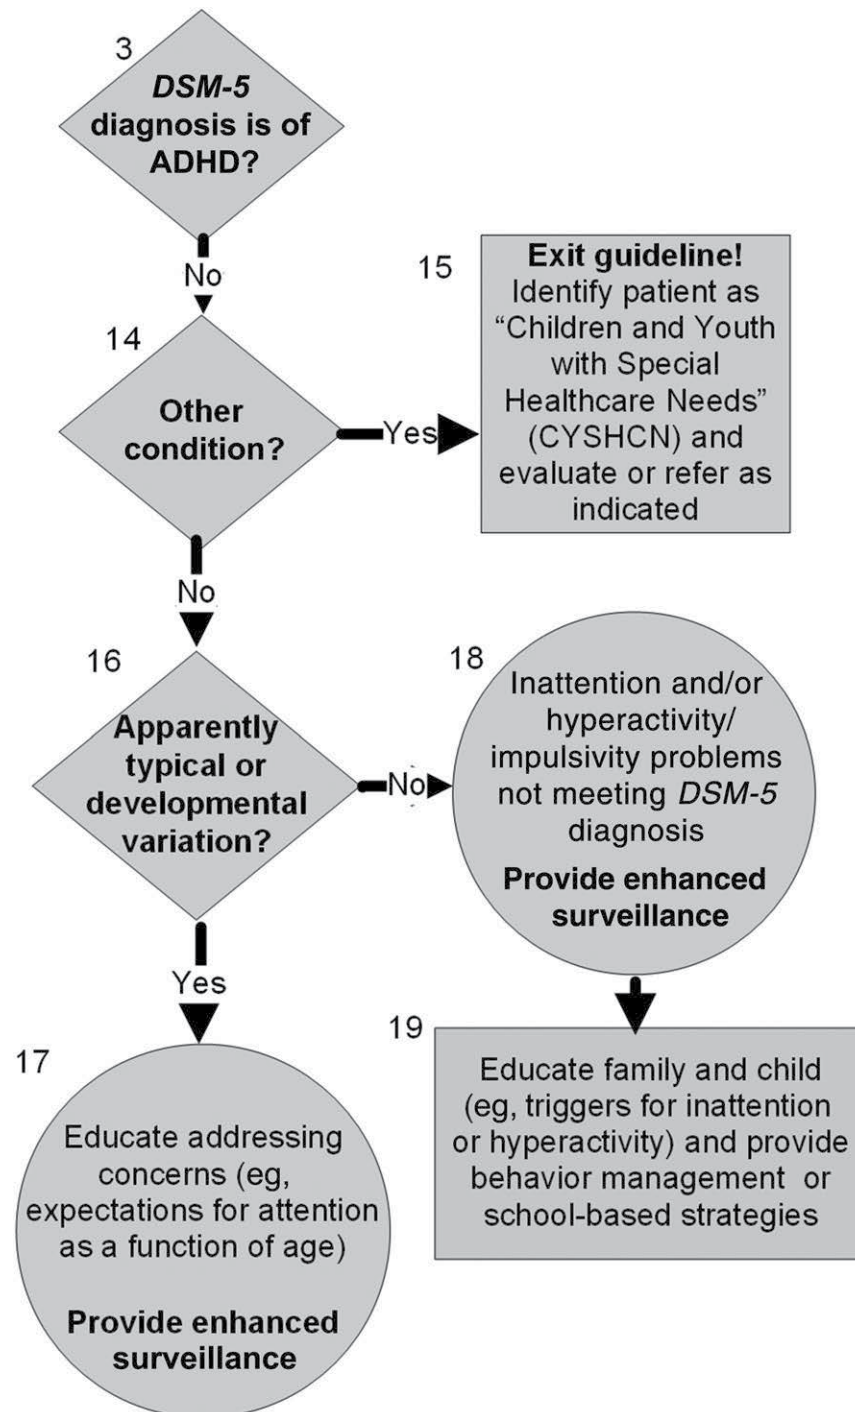 3
DSM-5
diagnosis is of
ADHD?
No
14
Other
condition?
Yes
15
Exit guideline!
Identify patient as
“Children and Youth
with Special
Healthcare Needs”
(CYSHCN) and
evaluate or refer as
indicated
No
16
Apparently
typical or
developmental
variation?
No
18
Inattention and/or
hyperactivity/
impulsivity problems
not meeting DSM-5
diagnosis
Provide enhanced
surveillance
Yes
17
Educate addressing
concerns (eg,
expectations for attention
as a function of age)
Provide enhanced
surveillance
19
Educate family and child
(eg, triggers for inattention
or hyperactivity) and provide
behavior management or
school-based strategies